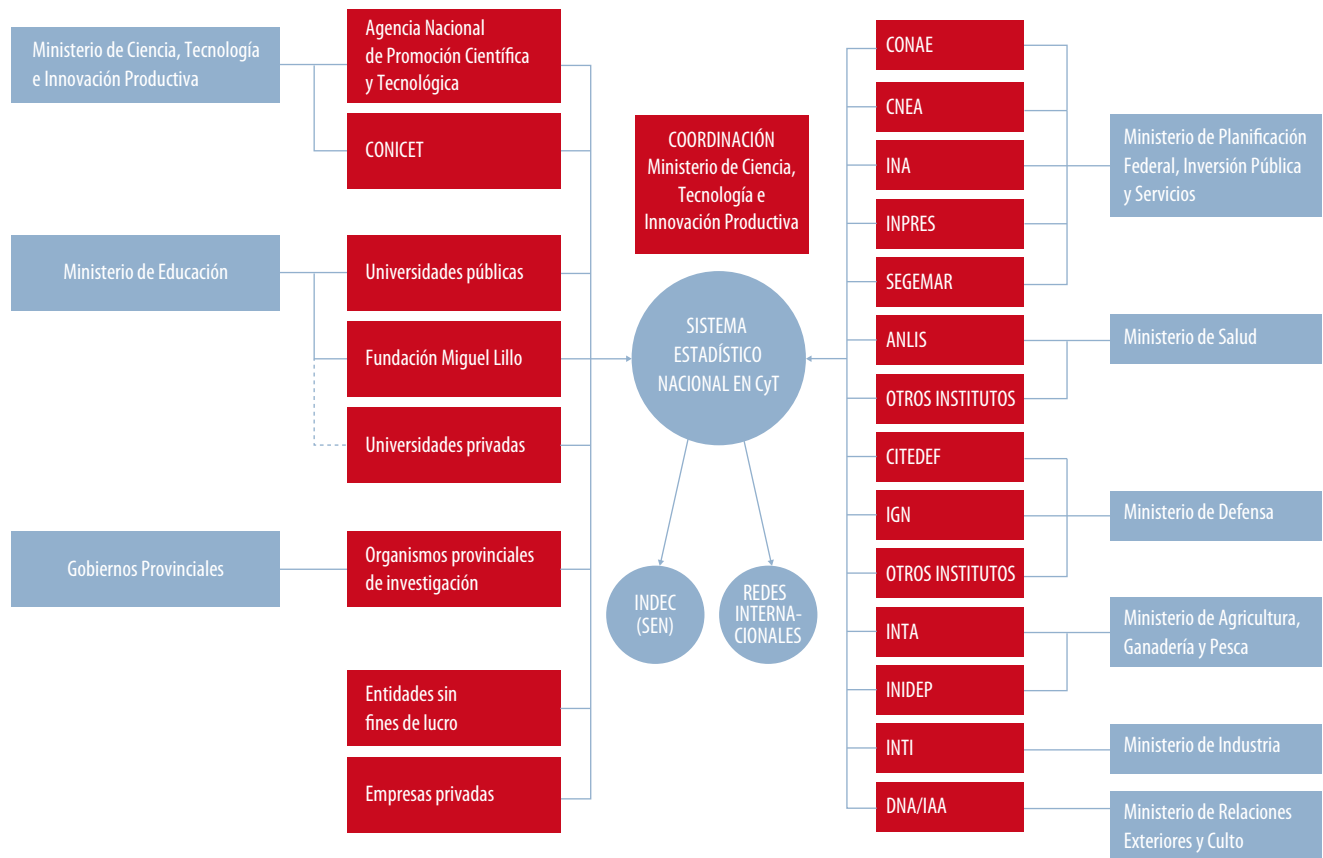 Ministerio de Ciencia, Tecnología
e Innovación Productiva
Agencia Nacional
de Promoción Científica
y Tecnológica
CONICET
Ministerio de Educación
Universidades públicas
Fundación Miguel Lillo
Universidades privadas
Gobiernos Provinciales
Organismos provinciales
de investigación
Entidades sin
fines de lucro
Empresas privadas
COORDINACIÓN
Ministerio de Ciencia,
Tecnología e
Innovación Productiva
SISTEMA
ESTADÍSTICO
NACIONAL EN CyT
INDEC
(SEN)
REDES
INTERNA-
CIONALES
CONAE
CNEA
INA
INPRES
SEGEMAR
ANLIS
OTROS INSTITUTOS
CITEDEF
IGN
OTROS INSTITUTOS
INTA
INIDEP
INTI
DNA/IAA
Ministerio de Planificación
Federal, Inversión Pública
y Servicios
Ministerio de Salud
Ministerio de Defensa
Ministerio de Agricultura,
Ganadería y Pesca
Ministerio de Industria
Ministerio de Relaciones
Exteriores y Culto